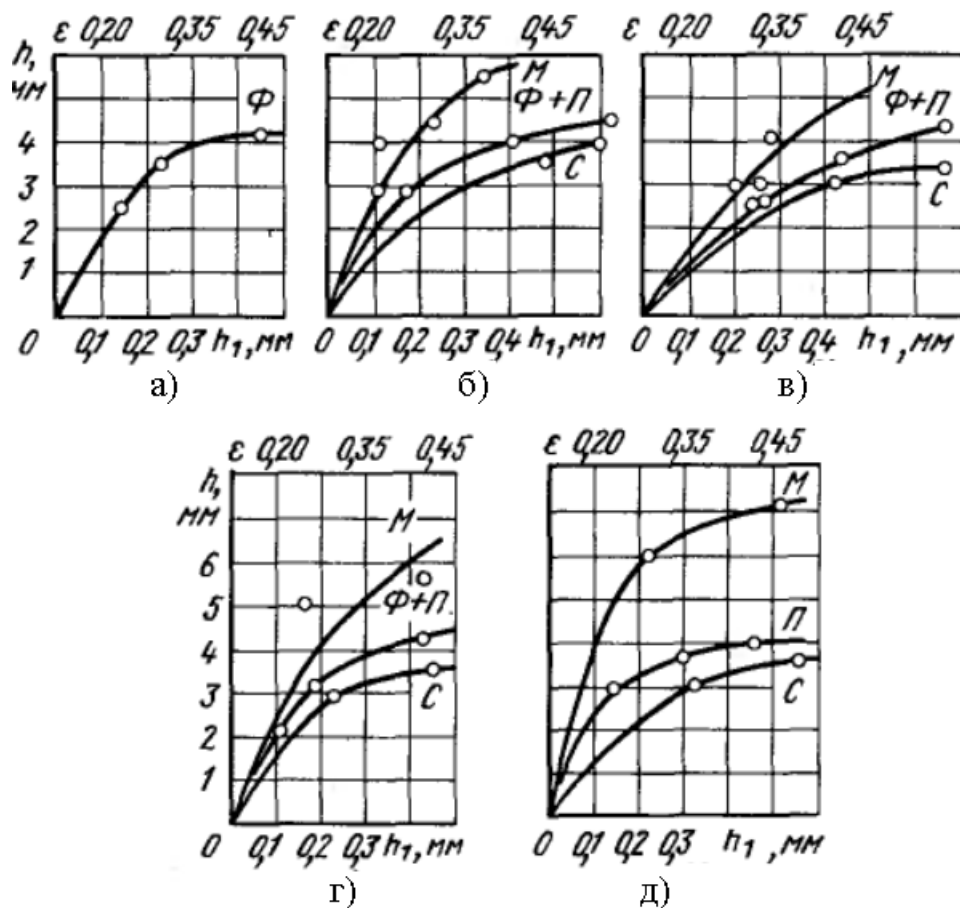 ε 0,20 0,35 0,45 ε 0,20 0,35 0,45 ε 0,20 0,35 0,45
h, мм
Ф М Ф+П С М Ф+П С
4
3
2
1
0 0,1 0,2 0,3 h₁, мм 0 0,1 0,2 0,3 0,4 h₁, мм 0 0,1 0,2 0,3 0,4 h₁, мм
а) б) в)
ε 0,20 0,35 0,45 ε 0,20 0,35 0,45
h, мм
М Ф+П С М П С
6
5
4
3
2
1
0 0,1 0,2 0,3 h₁, мм 0 0,1 0,2 0,3 h₁, мм
г) д)